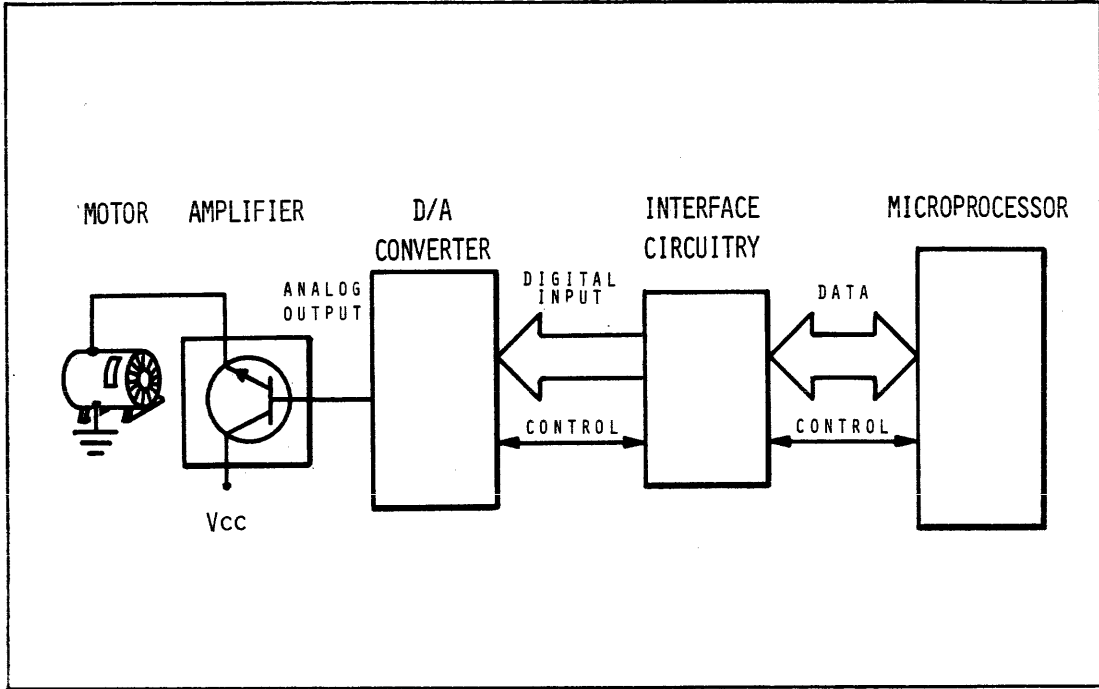 MOTOR
AMPLIFIER
D/A
CONVERTER
INTERFACE
CIRCUITRY
MICROPROCESSOR
ANALOG
OUTPUT
DIGITAL
INPUT
DATA
CONTROL
CONTROL
Vcc